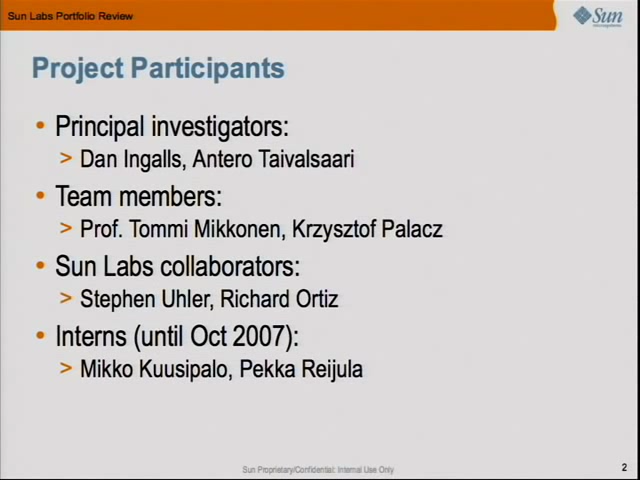 Sun Labs Portfolio Review
Sun
microsystems
Project Participants
• Principal investigators:
> Dan Ingalls, Antero Taivalsaari
• Team members:
> Prof. Tommi Mikkonen, Krzysztof Palacz
• Sun Labs collaborators:
> Stephen Uhler, Richard Ortiz
• Interns (until Oct 2007):
> Mikko Kuusipalo, Pekka Reijula
Sun Proprietary/Confidential: Internal Use Only
2